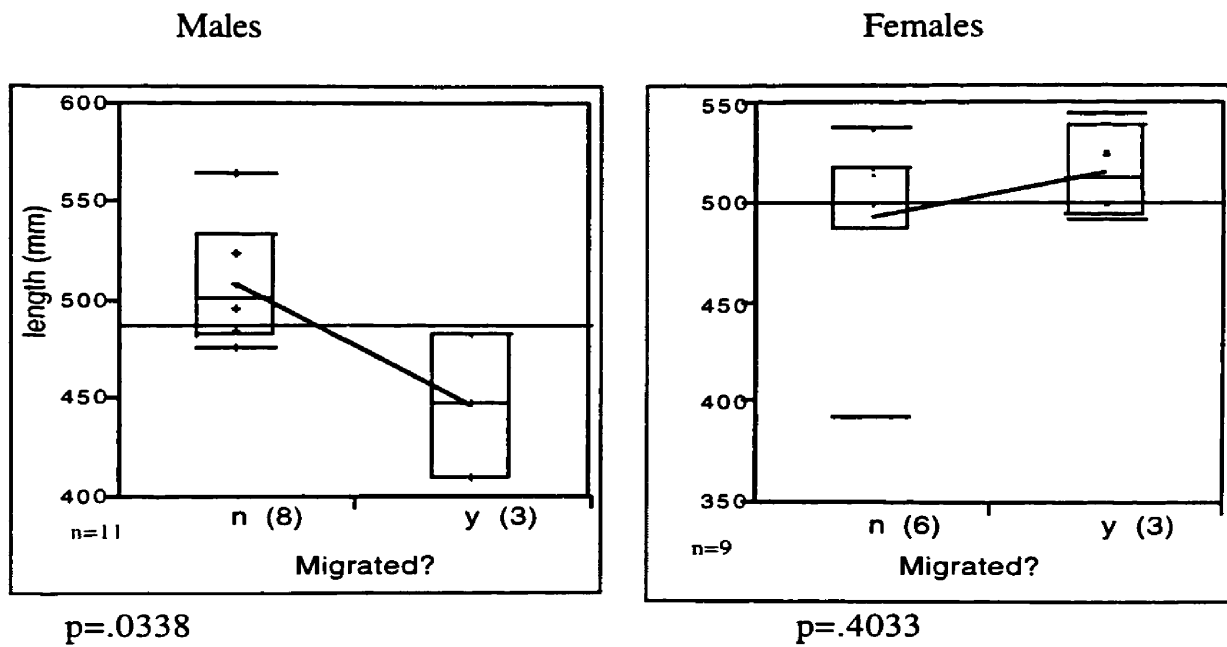 Males
Females
length (mm)
600
550
500
450
400
n (8)
y (3)
n=11
Migrated?
p=.0338
550
500
450
400
350
n (6)
y (3)
n=9
Migrated?
p=.4033